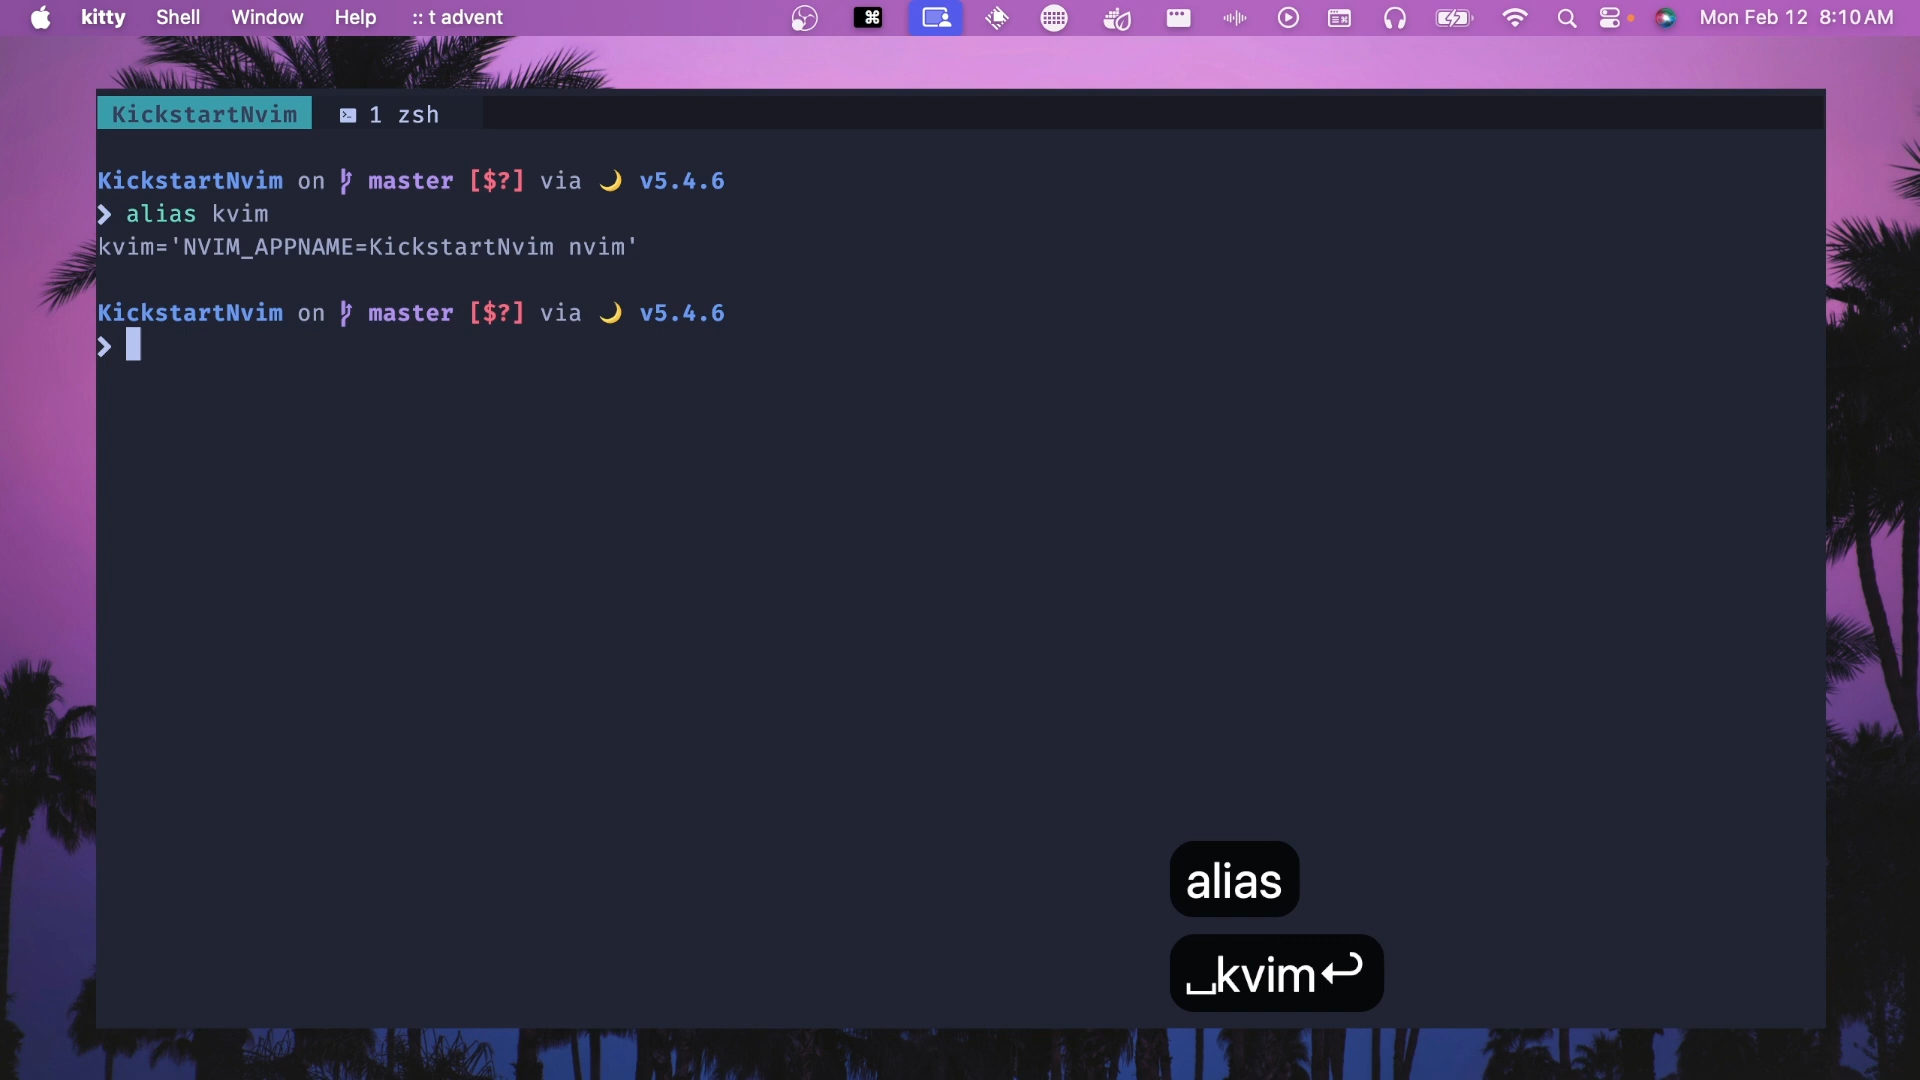 kitty Shell Window Help :: t advent Mon Feb 12 8:10 AM
KickstartNvim 1 zsh
KickstartNvim on master [$?] via 🌙 v5.4.6
❯ alias kvim
kvim='NVIM_APPNAME=KickstartNvim nvim'
KickstartNvim on master [$?] via 🌙 v5.4.6
❯
alias
␣kvim↩